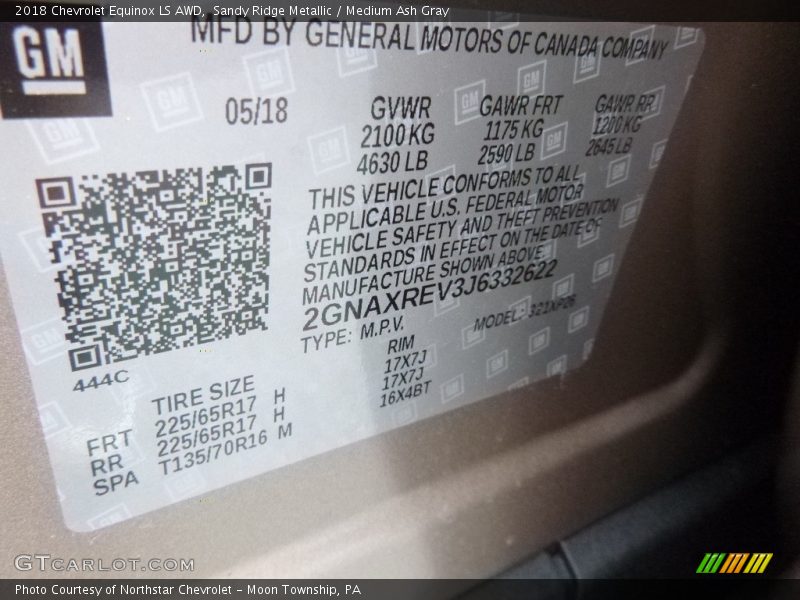 2018 Chevrolet Equinox LS AWD, Sandy Ridge Metallic / Medium Ash Gray
GM
MFD BY GENERAL MOTORS OF CANADA COMPANY
05/18
GVWR GAWR FRT GAWR RR
2100 KG 1175 KG 1200 KG
4630 LB 2590 LB 2645 LB
THIS VEHICLE CONFORMS TO ALL
APPLICABLE U.S. FEDERAL MOTOR
VEHICLE SAFETY AND THEFT PREVENTION
STANDARDS IN EFFECT ON THE DATE OF
MANUFACTURE SHOWN ABOVE.
2GNAXREV3J6332622
TYPE: M.P.V. MODEL: 321XP26
444C
TIRE SIZE RIM
FRT 225/65R17 H 17X7J
RR 225/65R17 H 17X7J
SPA T135/70R16 M 16X4BT
GTCARLOT.COM
Photo Courtesy of Northstar Chevrolet - Moon Township, PA